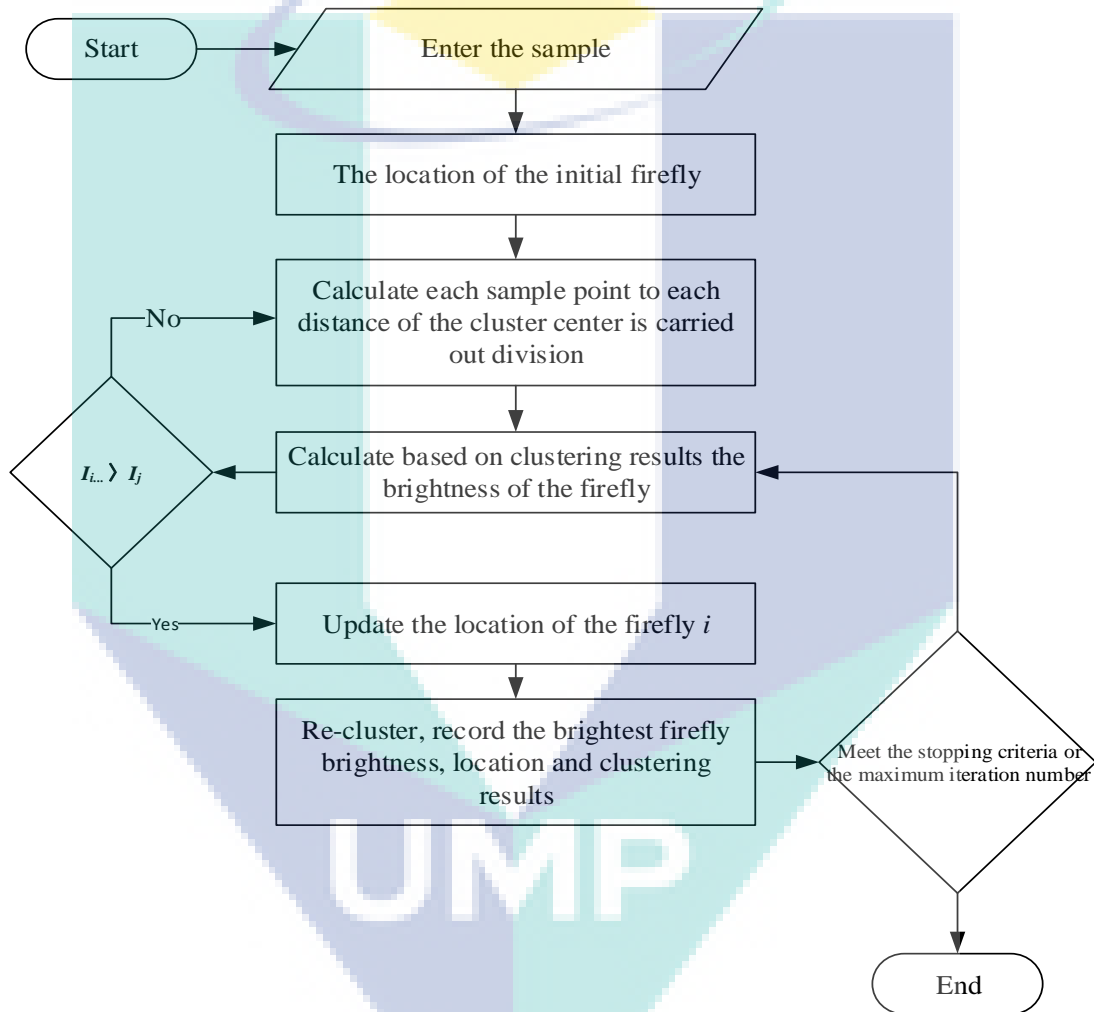 Start
Enter the sample
The location of the initial firefly
Calculate each sample point to each
distance of the cluster center is carried
out division
No
Calculate based on clustering results the
brightness of the firefly
Ii... 〉 Ij
Yes
Update the location of the firefly i
Re-cluster, record the brightest firefly
brightness, location and clustering
results
Meet the stopping criteria or
the maximum iteration number
UMP
End